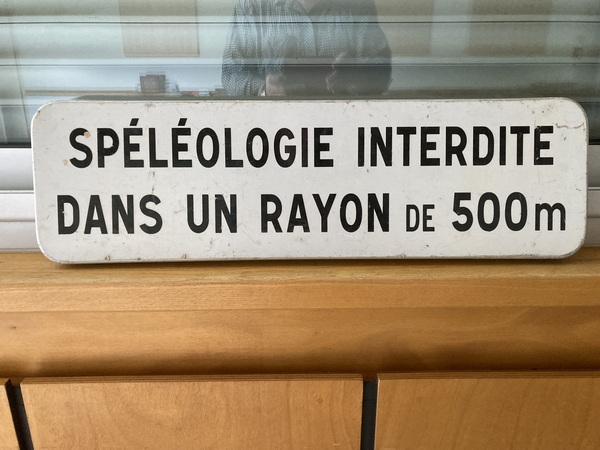 SPÉLÉOLOGIE INTERDITE
DANS UN RAYON DE 500m